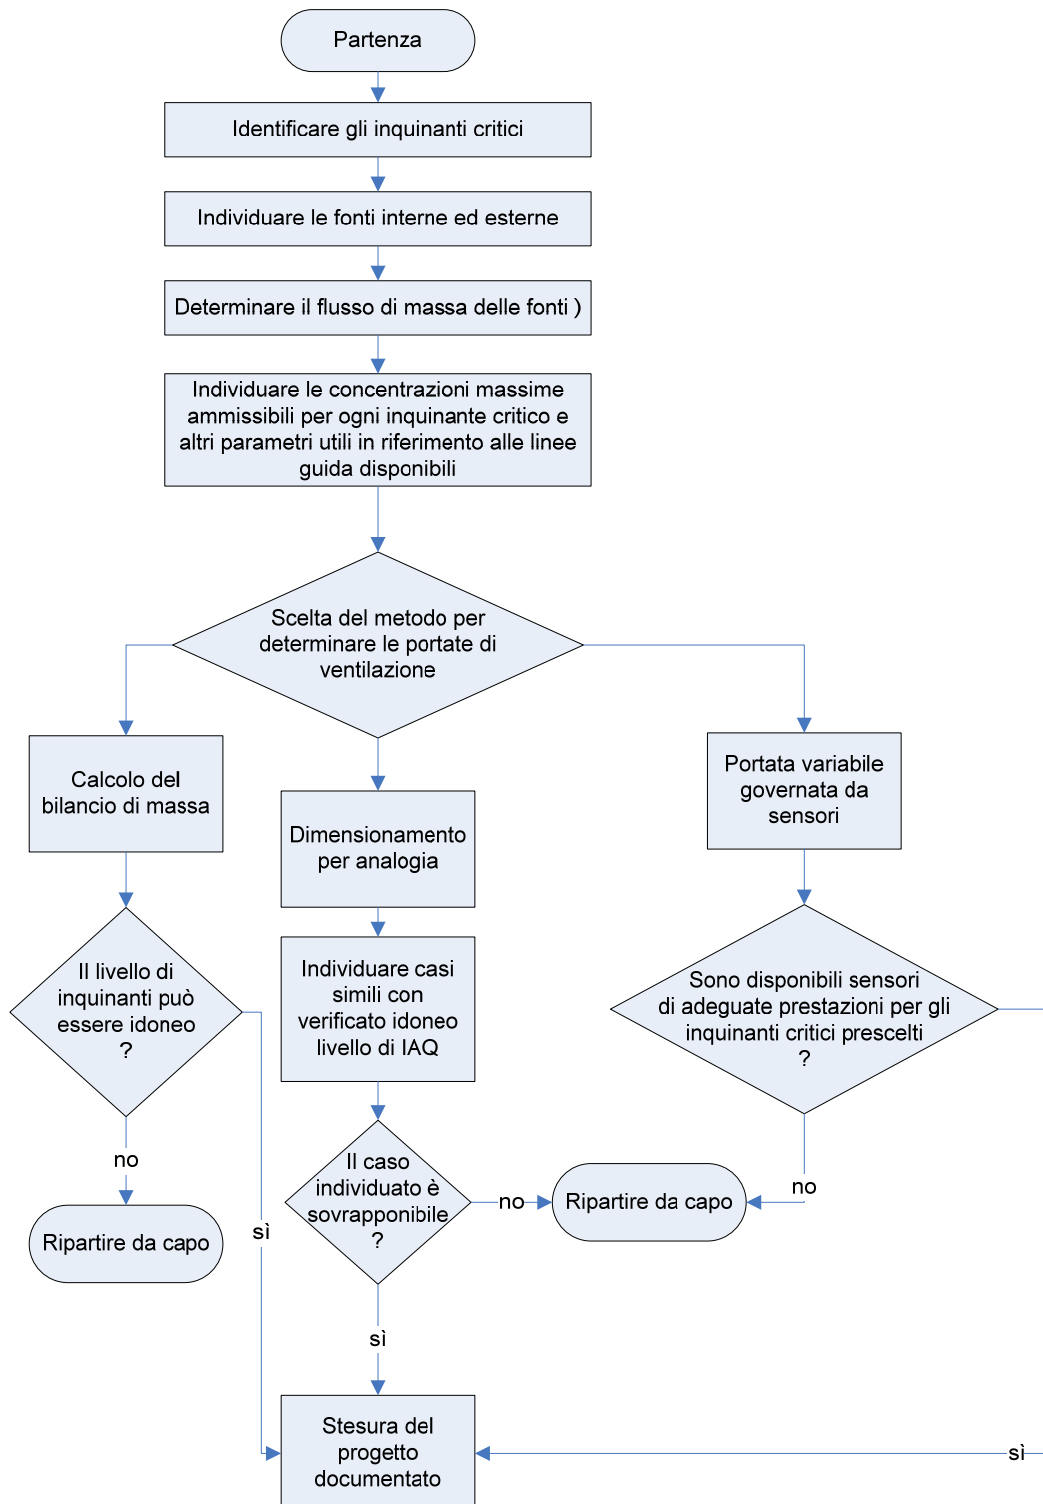 Partenza
Identificare gli inquinanti critici
Individuare le fonti interne ed esterne
Determinare il flusso di massa delle fonti )
Individuare le concentrazioni massime
ammissibili per ogni inquinante critico e
altri parametri utili in riferimento alle linee
guida disponibili
Scelta del metodo per
determinare le portate di
ventilazione
Calcolo del
bilancio di massa
Dimensionamento
per analogia
Portata variabile
governata da
sensori
Il livello di
inquinanti può
essere idoneo
?
Individuare casi
simili con
verificato idoneo
livello di IAQ
Sono disponibili sensori
di adeguate prestazioni per gli
inquinanti critici prescelti
?
no
Ripartire da capo
sì
Il caso
individuato è
sovrapponibile
?
no
Ripartire da capo
no
sì
Stesura del
progetto
documentato
sì